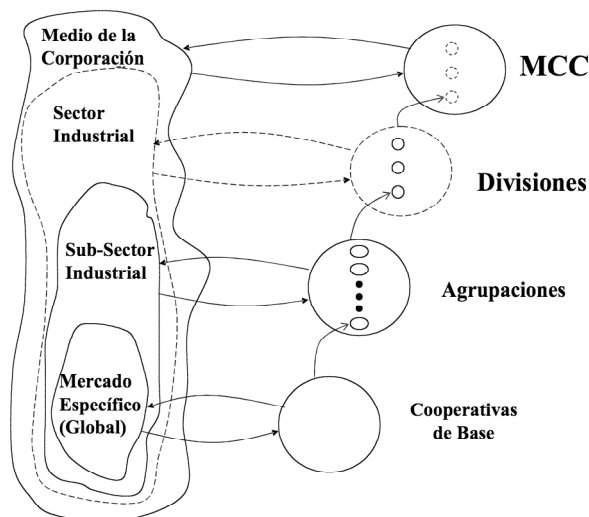 Medio de la
Corporación
MCC
Sector
Industrial
Divisiones
Sub-Sector
Industrial
Agrupaciones
Mercado
Específico
(Global)
Cooperativas
de Base